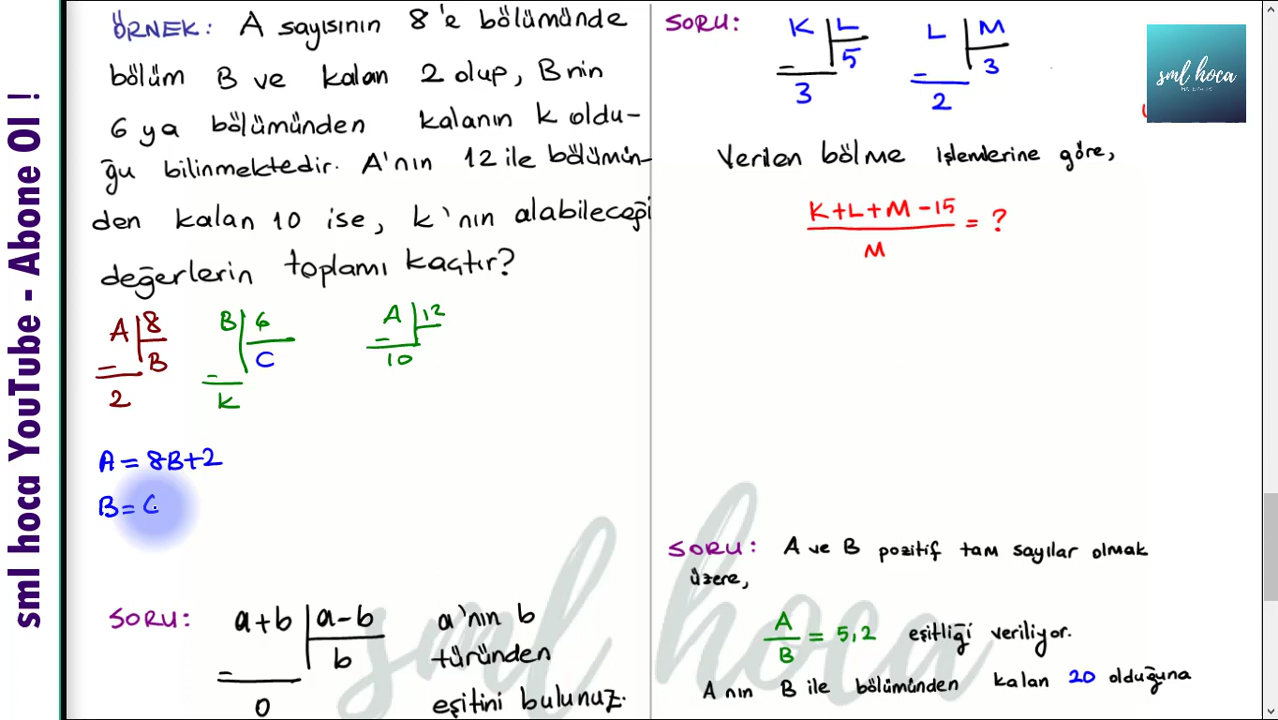 sml hoca YouTube - Abone Ol !
ÖRNEK: A sayısının 8'e bölümünde
bölüm B ve kalan 2 olup, B nin
6 ya bölümünden kalanın k oldu-
ğu bilinmektedir. A'nın 12 ile bölümün-
den kalan 10 ise, k'nın alabileceği
değerlerin toplamı kaçtır?
A 8
- B
2
B 6
- C
k
A 12
-
10
A = 8B+2
B = C
SORU: a+b a-b
- b
0
a'nın b
türünden
eşitini bulunuz.
SORU: K L
- 5
3
L M
- 3
2
sml hoca
Verilen bölme işlemlerine göre,
K+L+M-15
= ?
M
SORU: A ve B pozitif tam sayılar olmak
üzere,
A
= 5,2 eşitliği veriliyor.
B
A nın B ile bölümünden kalan 20 olduğuna
sml hoca